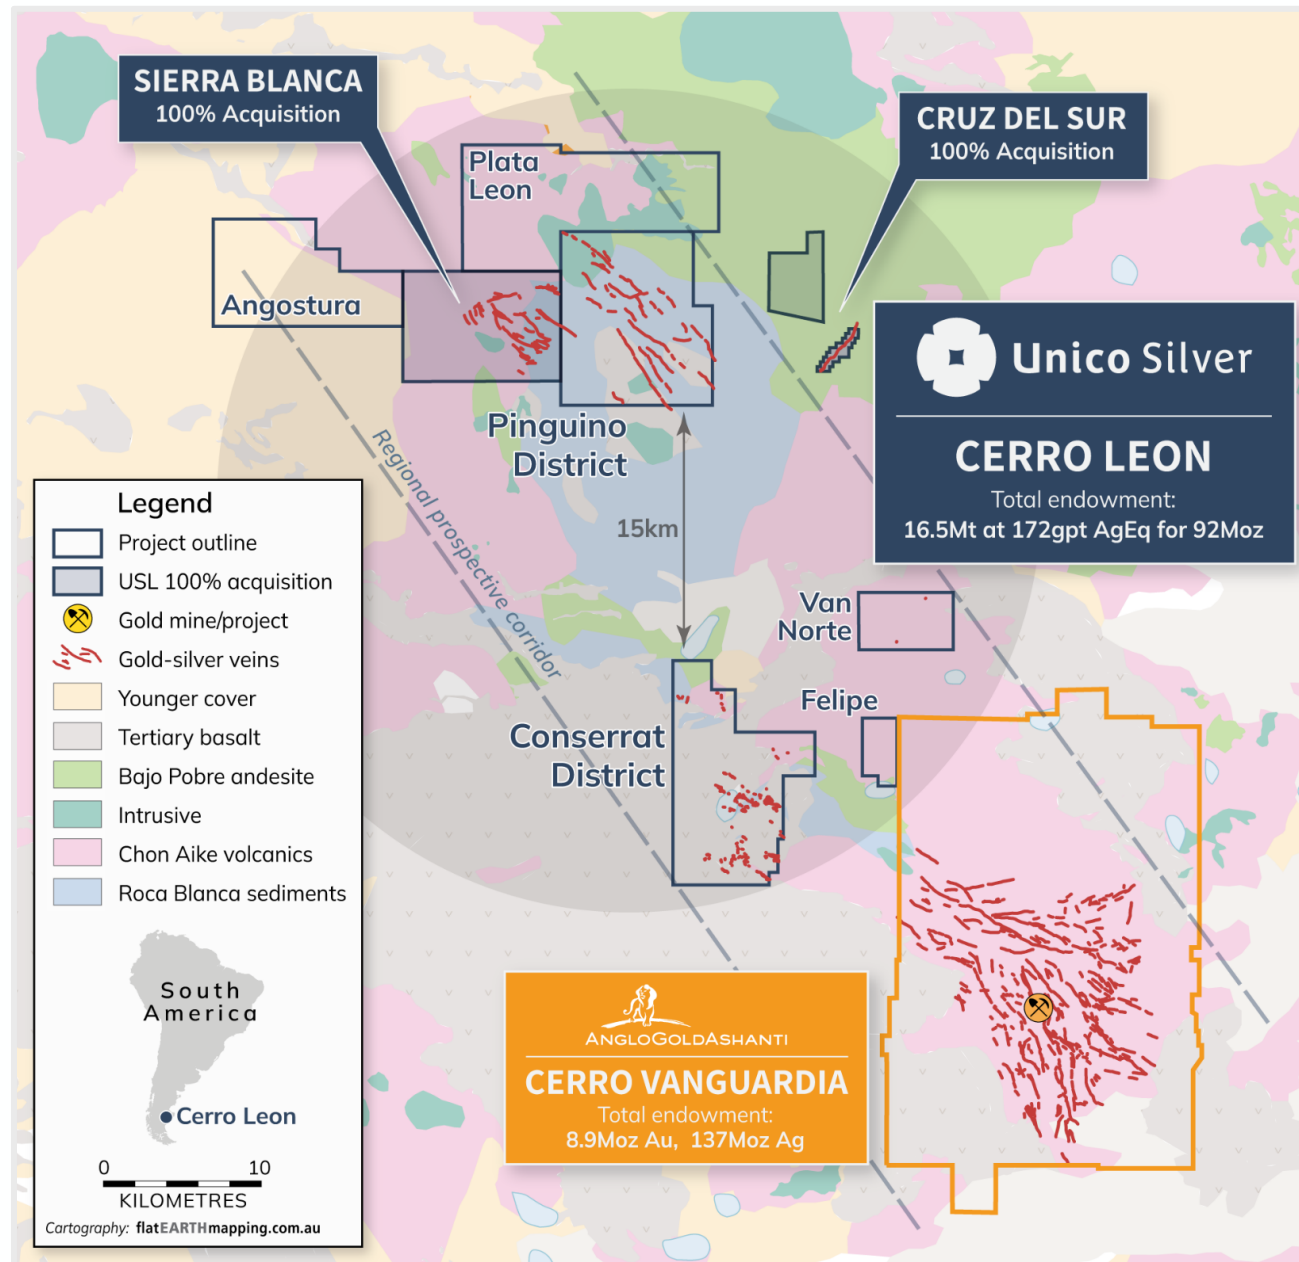 SIERRA BLANCA
100% Acquisition
CRUZ DEL SUR
100% Acquisition
Plata
Leon
Angostura
Unico Silver
CERRO LEON
Total endowment:
16.5Mt at 172gpt AgEq for 92Moz
Pinguino
District
Regional prospective corridor
15km
Van
Norte
Felipe
Conserrat
District
Legend
Project outline
USL 100% acquisition
Gold mine/project
Gold-silver veins
Younger cover
Tertiary basalt
Bajo Pobre andesite
Intrusive
Chon Aike volcanics
Roca Blanca sediments
South
America
Cerro Leon
0 10
KILOMETRES
Cartography: flatEARTHmapping.com.au
ANGLOGOLDASHANTI
CERRO VANGUARDIA
Total endowment:
8.9Moz Au, 137Moz Ag